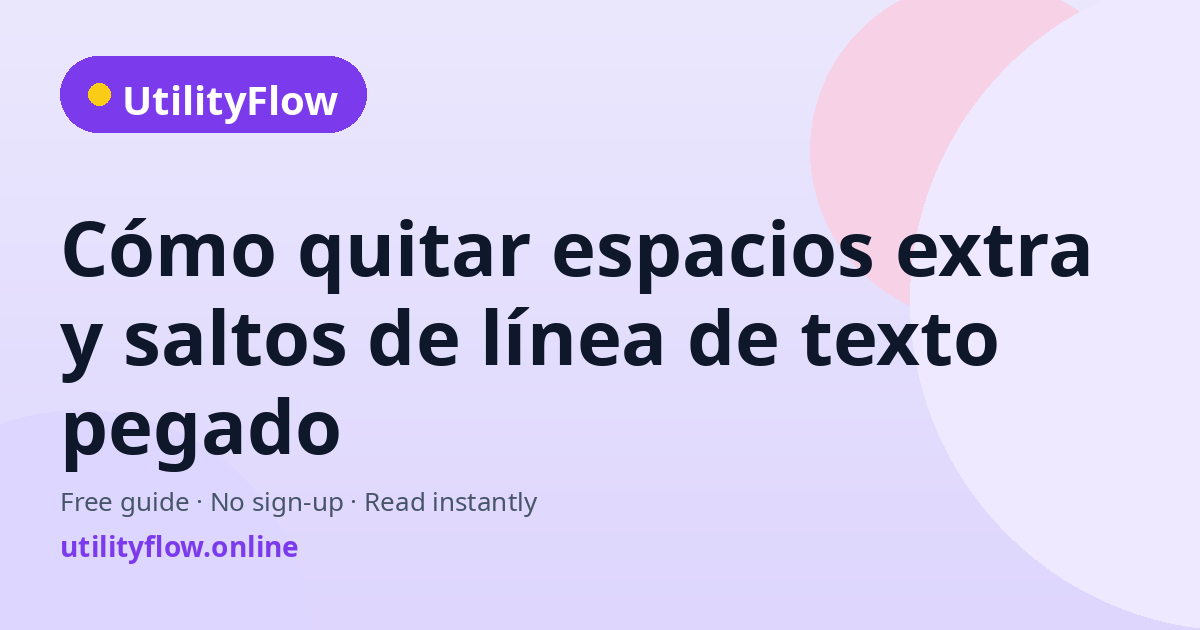 UtilityFlow
Cómo quitar espacios extra
y saltos de línea de texto
pegado
Free guide · No sign-up · Read instantly
utilityflow.online